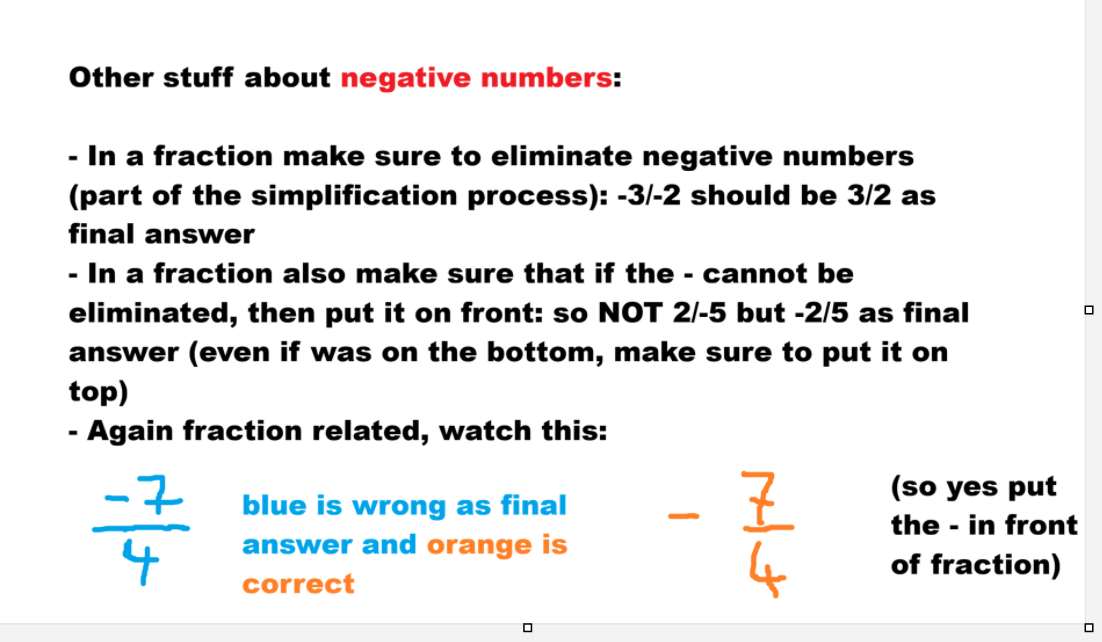 Other stuff about negative numbers:
- In a fraction make sure to eliminate negative numbers
(part of the simplification process): -3/-2 should be 3/2 as
final answer
- In a fraction also make sure that if the - cannot be
eliminated, then put it on front: so NOT 2/-5 but -2/5 as final
answer (even if was on the bottom, make sure to put it on
top)
- Again fraction related, watch this:
-7
4
blue is wrong as final
answer and orange is
correct
- 7
4
(so yes put
the - in front
of fraction)